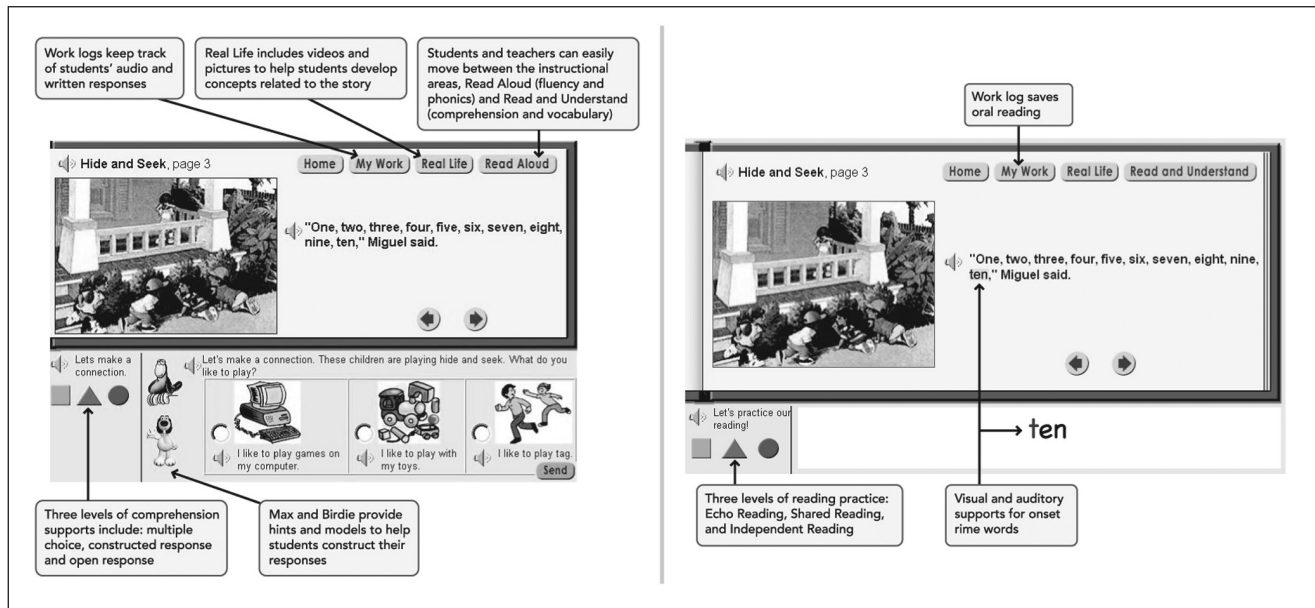 Work logs keep track
of students' audio and
written responses
Real Life includes videos and
pictures to help students develop
concepts related to the story
Students and teachers can easily
move between the instructional
areas, Read Aloud (fluency and
phonics) and Read and Understand
(comprehension and vocabulary)
Hide and Seek, page 3
Home
My Work
Real Life
Read Aloud
"One, two, three, four, five, six, seven, eight,
nine, ten," Miguel said.
Lets make a
connection.
Let's make a connection. These children are playing hide and seek. What do you
like to play?
I like to play games on
my computer.
I like to play with
my toys.
I like to play tag.
Send
Three levels of comprehension
supports include: multiple
choice, constructed response
and open response
Max and Birdie provide
hints and models to help
students construct their
responses
Work log saves
oral reading
Hide and Seek, page 3
Home
My Work
Real Life
Read and Understand
"One, two, three, four, five, six, seven, eight, nine,
ten," Miguel said.
Let's practice our
reading!
ten
Three levels of reading practice:
Echo Reading, Shared Reading,
and Independent Reading
Visual and auditory
supports for onset
rime words